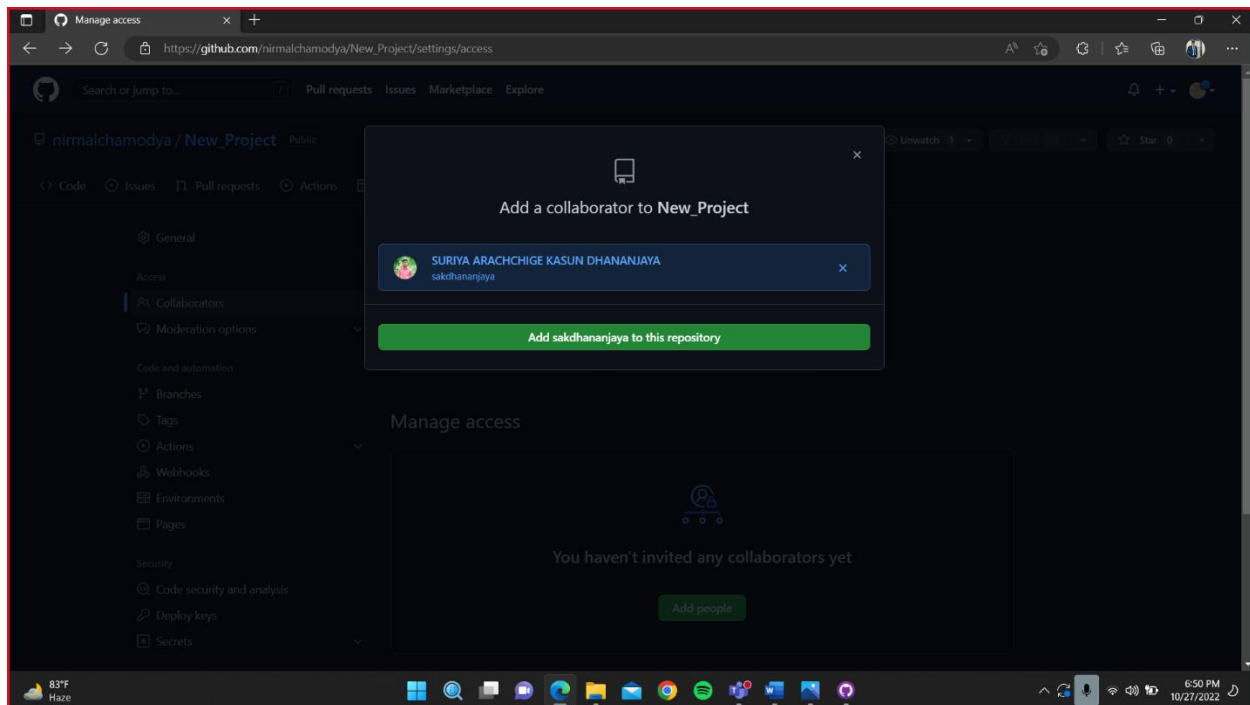 Manage access
https://github.com/nirmalchamodya/New_Project/settings/access
Search or jump to... / Pull requests Issues Marketplace Explore
nirmalchamodya / New_Project Public
Unwatch 1
Star 0
<> Code Issues Pull requests Actions
Add a collaborator to New_Project
SURIYA ARACHCHIGE KASUN DHANANJAYA
sakdhananjaya
Add sakdhananjaya to this repository
General
Access
Collaborators
Moderation options
Code and automation
Branches
Tags
Actions
Webhooks
Environments
Pages
Security
Code security and analysis
Deploy keys
Secrets
Manage access
You haven't invited any collaborators yet
Add people
83°F
Haze
6:50 PM
10/27/2022